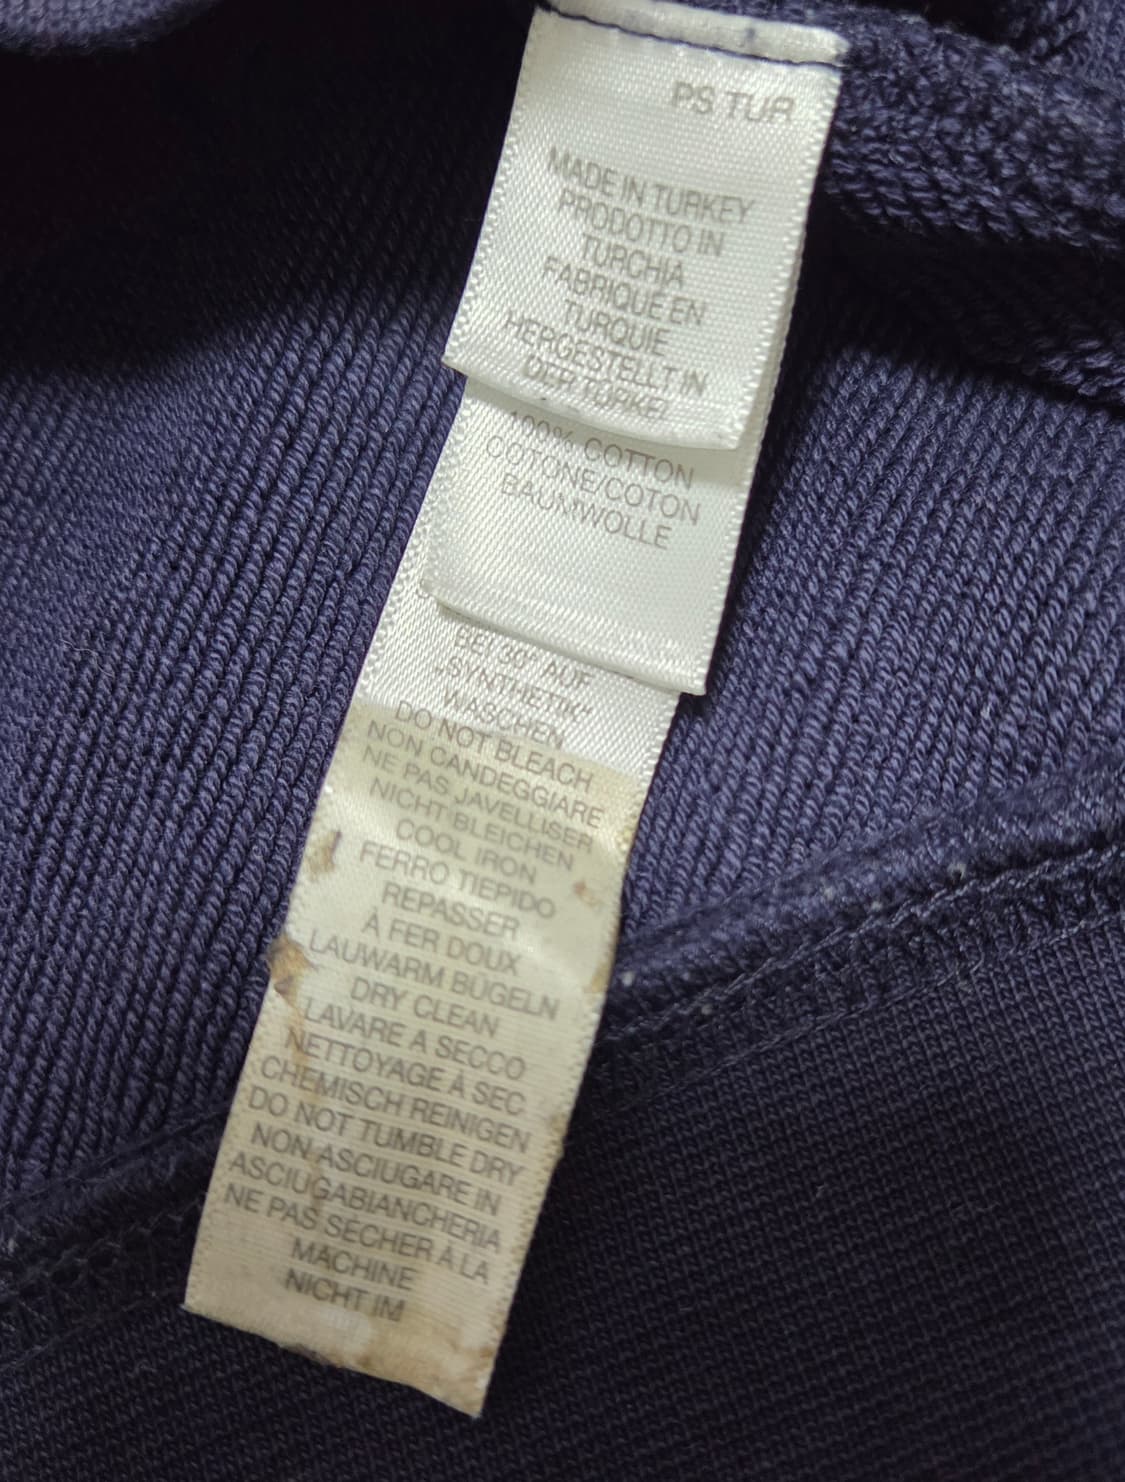 PS TUR
MADE IN TURKEY
PRODOTTO IN
TURCHIA
FABRIQUÉ EN
TURQUIE
HERGESTELLT IN
DER TÜRKEI
100% COTTON
COTONE/COTON
BAUMWOLLE
BEI 30° AUF
„SYNTHETIK“
WASCHEN
DO NOT BLEACH
NON CANDEGGIARE
NE PAS JAVELLISER
NICHT BLEICHEN
COOL IRON
FERRO TIEPIDO
REPASSER
À FER DOUX
LAUWARM BÜGELN
DRY CLEAN
LAVARE A SECCO
NETTOYAGE À SEC
CHEMISCH REINIGEN
DO NOT TUMBLE DRY
NON ASCIUGARE IN
ASCIUGABIANCHERIA
NE PAS SÉCHER À LA
MACHINE
NICHT IM